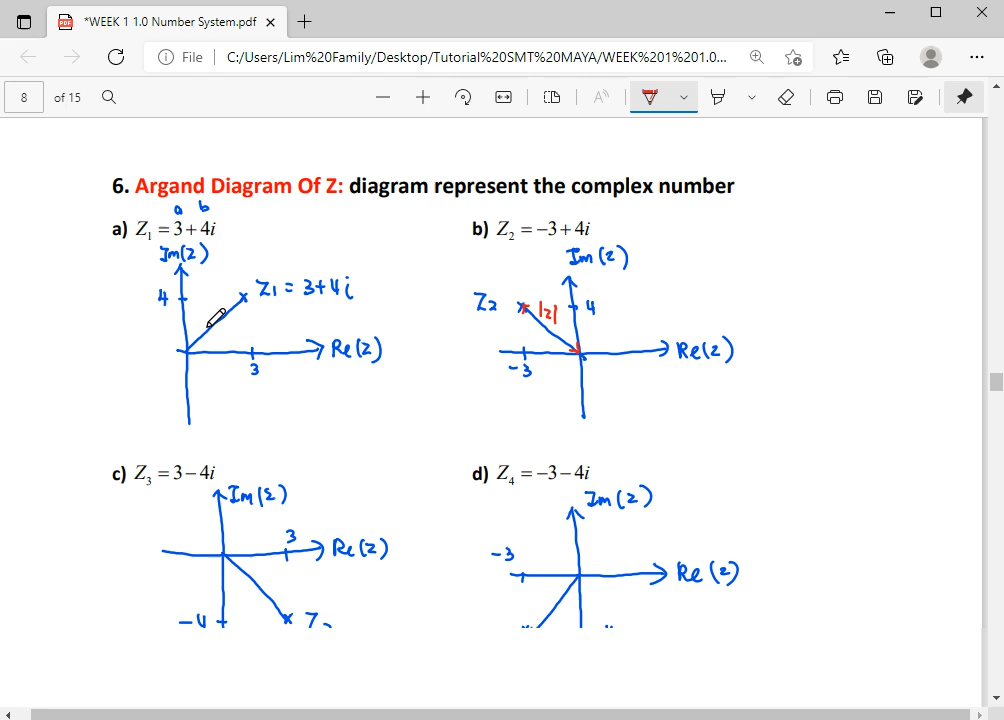 *WEEK 1 1.0 Number System.pdf
File C:/Users/Lim%20Family/Desktop/Tutorial%20SMT%20MAYA/WEEK%201%201.0...
8 of 15
6. Argand Diagram Of Z: diagram represent the complex number
a b
a) Z₁ = 3 + 4i
Im(z)
4
Z1 = 3+4i
Re(z)
3
b) Z₂ = −3 + 4i
Im(z)
Z2
|z|
4
Re(z)
-3
c) Z₃ = 3 − 4i
Im(z)
3
Re(z)
-4
d) Z₄ = −3 − 4i
Im(z)
-3
Re(z)